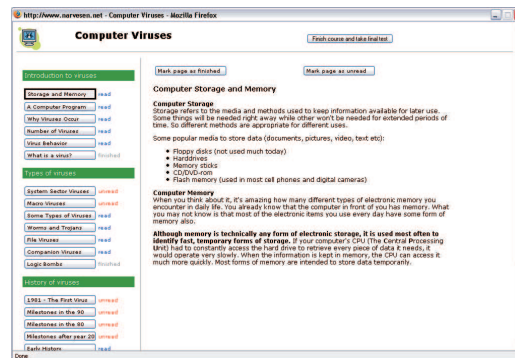 http://www.narvesen.net - Computer Viruses - Mozilla Firefox
Computer Viruses
Finish course and take final test
Introduction to viruses
Storage and Memory read
A Computer Program read
Why Viruses Occur read
Number of Viruses read
Virus Behavior read
What is a virus? finished
Types of viruses
System Sector Viruses unread
Macro Viruses unread
Some Types of Viruses read
Worms and Trojans read
File Viruses read
Companion Viruses read
Logic Bombs finished
History of viruses
1981 - The First Virus unread
Milestones in the 90 unread
Milestones in the 80 unread
Milestones after year 20 unread
Early History read
Mark page as finished
Mark page as unread
Computer Storage and Memory
Computer Storage
Storage refers to the media and methods used to keep information available for later use.
Some things will be needed right away while other won't be needed for extended periods of
time. So different methods are appropriate for different uses.
Some popular media to store data (documents, pictures, video, text etc):
Floppy disks (not used much today)
Harddrives
Memory sticks
CD/DVD-rom
Flash memory (used in most cell phones and digital cameras)
Computer Memory
When you think about it, it's amazing how many different types of electronic memory you
encounter in daily life. You already know that the computer in front of you has memory. What
you may not know is that most of the electronic items you use every day have some form of
memory also.
Although memory is technically any form of electronic storage, it is used most often to
identify fast, temporary forms of storage. If your computer's CPU (The Central Processing
Unit) had to constantly access the hard drive to retrieve every piece of data it needs, it
would operate very slowly. When the information is kept in memory, the CPU can access it
much more quickly. Most forms of memory are intended to store data temporarily.
Done